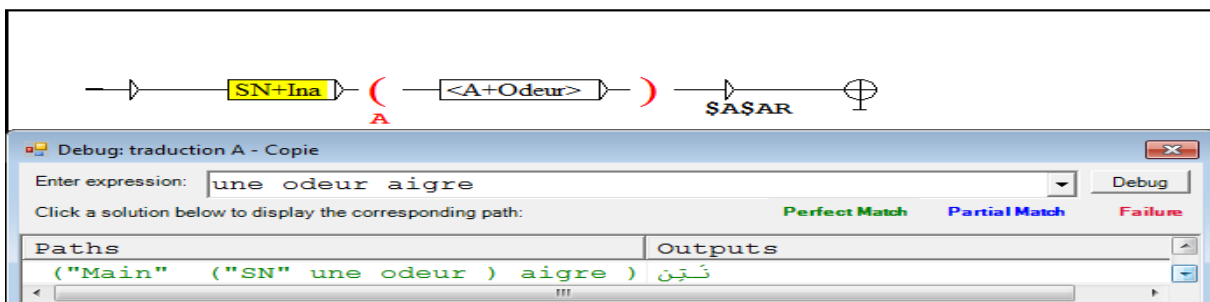 SN+Ina ( <A+Odeur> )
A $A$AR
Debug: traduction A - Copie
Enter expression: une odeur aigre Debug
Click a solution below to display the corresponding path: Perfect Match Partial Match Failure
Paths Outputs
("Main" ("SN" une odeur ) aigre ) نَـتِن